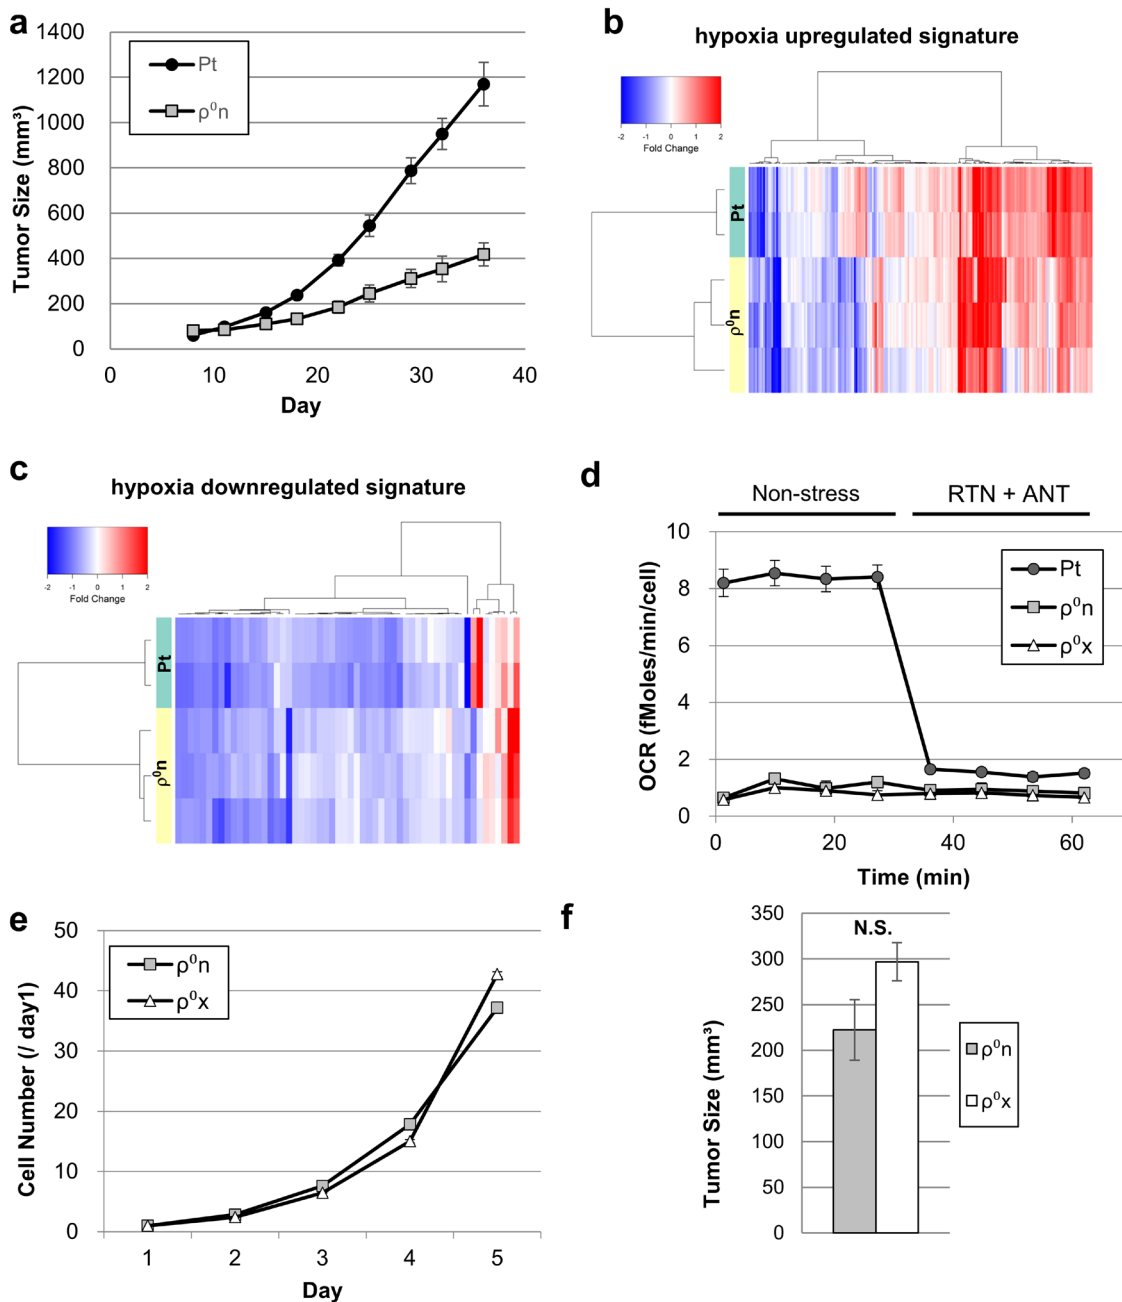 a
1400
1200
1000
800
600
400
200
0
Tumor Size (mm³)
Pt
ρ⁰n
0
10
20
30
40
Day
b
hypoxia upregulated signature
-2
-1
0
1
2
Fold Change
Pt
ρ⁰n
c
hypoxia downregulated signature
-2
-1
0
1
2
Fold Change
Pt
ρ⁰n
d
Non-stress
RTN + ANT
10
8
6
4
2
0
OCR (fMoles/min/cell)
Pt
ρ⁰n
ρ⁰x
0
20
40
60
Time (min)
e
50
40
30
20
10
0
Cell Number (/ day1)
ρ⁰n
ρ⁰x
1
2
3
4
5
Day
f
350
300
250
200
150
100
50
0
Tumor Size (mm³)
N.S.
ρ⁰n
ρ⁰x